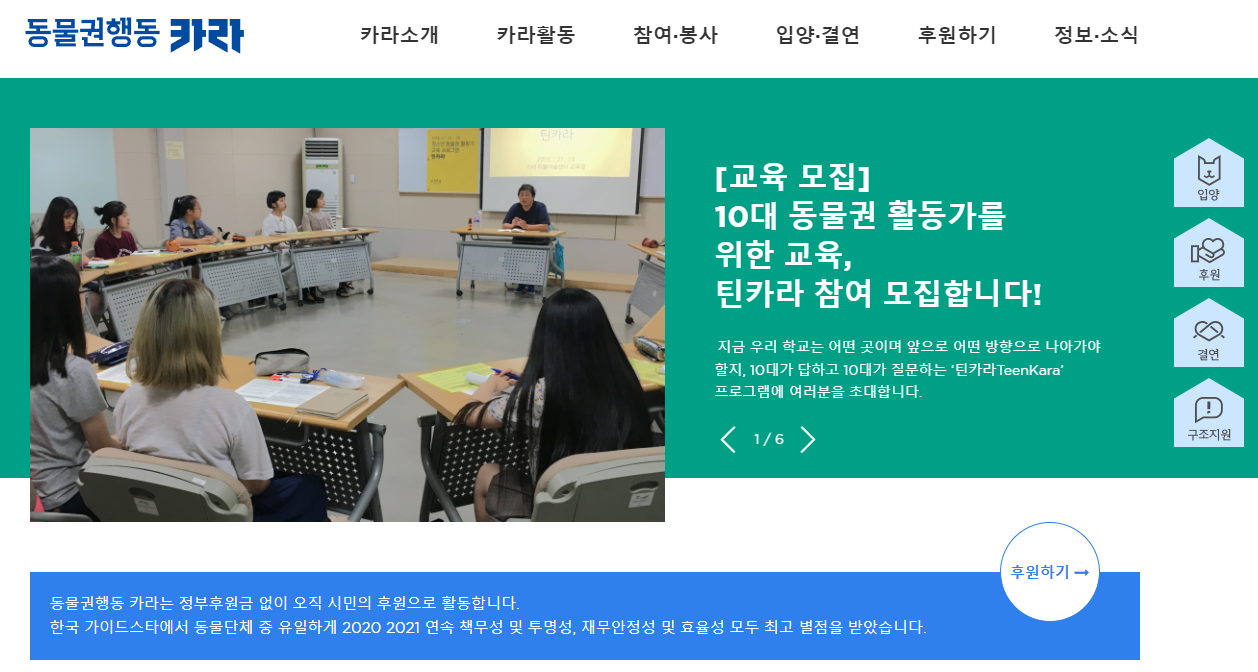 동물권행동 카라
카라소개 카라활동 참여·봉사 입양·결연 후원하기 정보·소식
틴카라
[교육 모집]
10대 동물권 활동가를
위한 교육,
틴카라 참여 모집합니다!
지금 우리 학교는 어떤 곳이며 앞으로 어떤 방향으로 나아가야
할지, 10대가 답하고 10대가 질문하는 ‘틴카라TeenKara’
프로그램에 여러분을 초대합니다.
1 / 6
입양
후원
결연
구조지원
후원하기 →
동물권행동 카라는 정부후원금 없이 오직 시민의 후원으로 활동합니다.
한국 가이드스타에서 동물단체 중 유일하게 2020 2021 연속 책무성 및 투명성, 재무안정성 및 효율성 모두 최고 별점을 받았습니다.